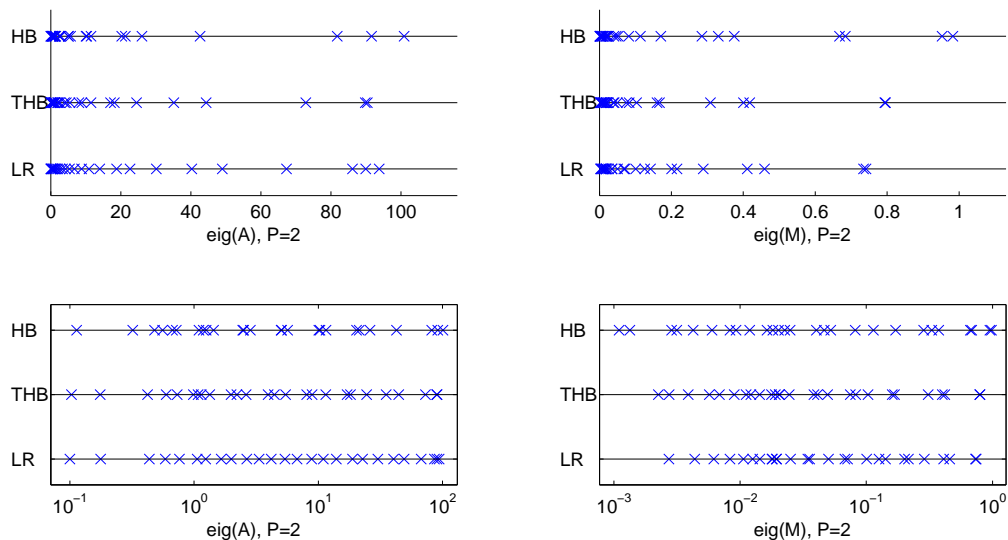 HB
THB
LR
0 20 40 60 80 100
eig(A), P=2
HB
THB
LR
0 0.2 0.4 0.6 0.8 1
eig(M), P=2
HB
THB
LR
10^-1 10^0 10^1 10^2
eig(A), P=2
HB
THB
LR
10^-3 10^-2 10^-1 10^0
eig(M), P=2